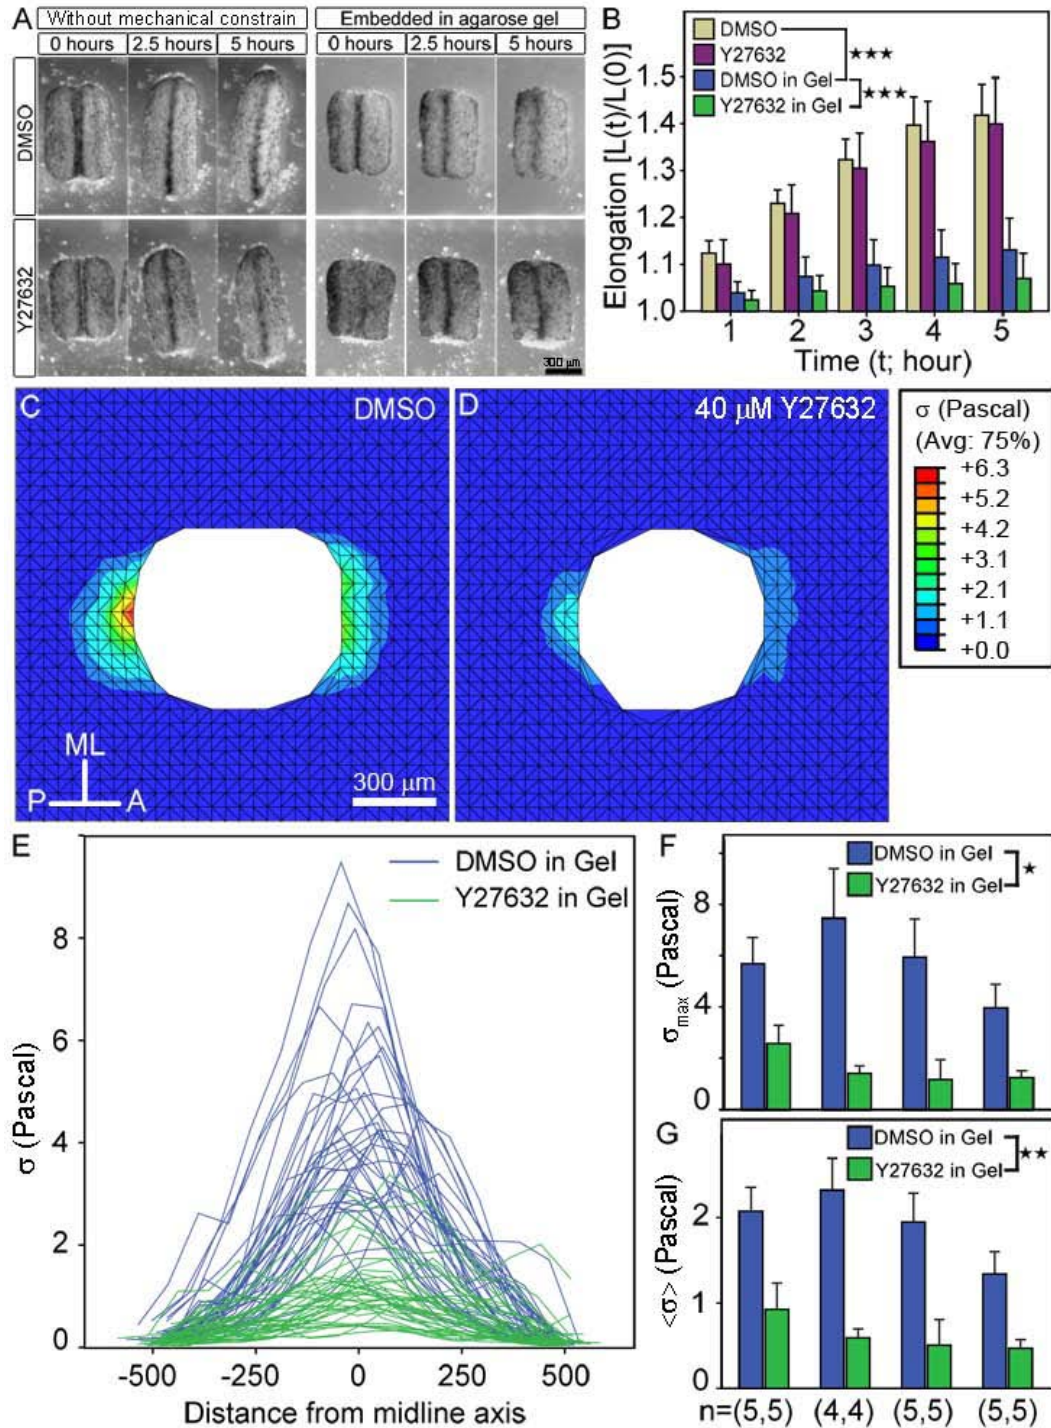 A
Without mechanical constrain
Embedded in agarose gel
0 hours 2.5 hours 5 hours
0 hours 2.5 hours 5 hours
DMSO
Y27632
300 µm
B
DMSO
Y27632
DMSO in Gel
Y27632 in Gel
★★★
★★★
Elongation [L(t)/L(0)]
1.5
1.4
1.3
1.2
1.1
1.0
1 2 3 4 5
Time (t; hour)
C
DMSO
ML
P A
300 µm
D
40 µM Y27632
σ (Pascal)
(Avg: 75%)
+6.3
+5.2
+4.2
+3.1
+2.1
+1.1
+0.0
E
DMSO in Gel
Y27632 in Gel
σ (Pascal)
8
6
4
2
0
-500 -250 0 250 500
Distance from midline axis
F
DMSO in Gel
Y27632 in Gel
★
σmax (Pascal)
8
4
0
G
DMSO in Gel
Y27632 in Gel
★★
<σ> (Pascal)
2
1
0
n=(5,5) (4,4) (5,5) (5,5)